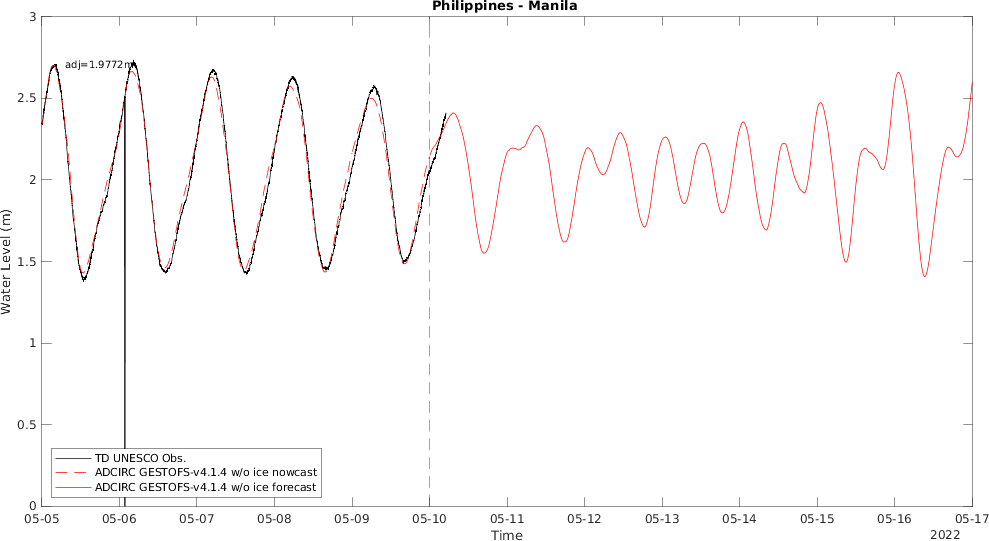 Philippines - Manila
adj=1.9772m
3
2.5
2
1.5
1
0.5
0
Water Level (m)
TD UNESCO Obs.
ADCIRC GESTOFS-v4.1.4 w/o ice nowcast
ADCIRC GESTOFS-v4.1.4 w/o ice forecast
05-05 05-06 05-07 05-08 05-09 05-10 05-11 05-12 05-13 05-14 05-15 05-16 05-17
Time
2022